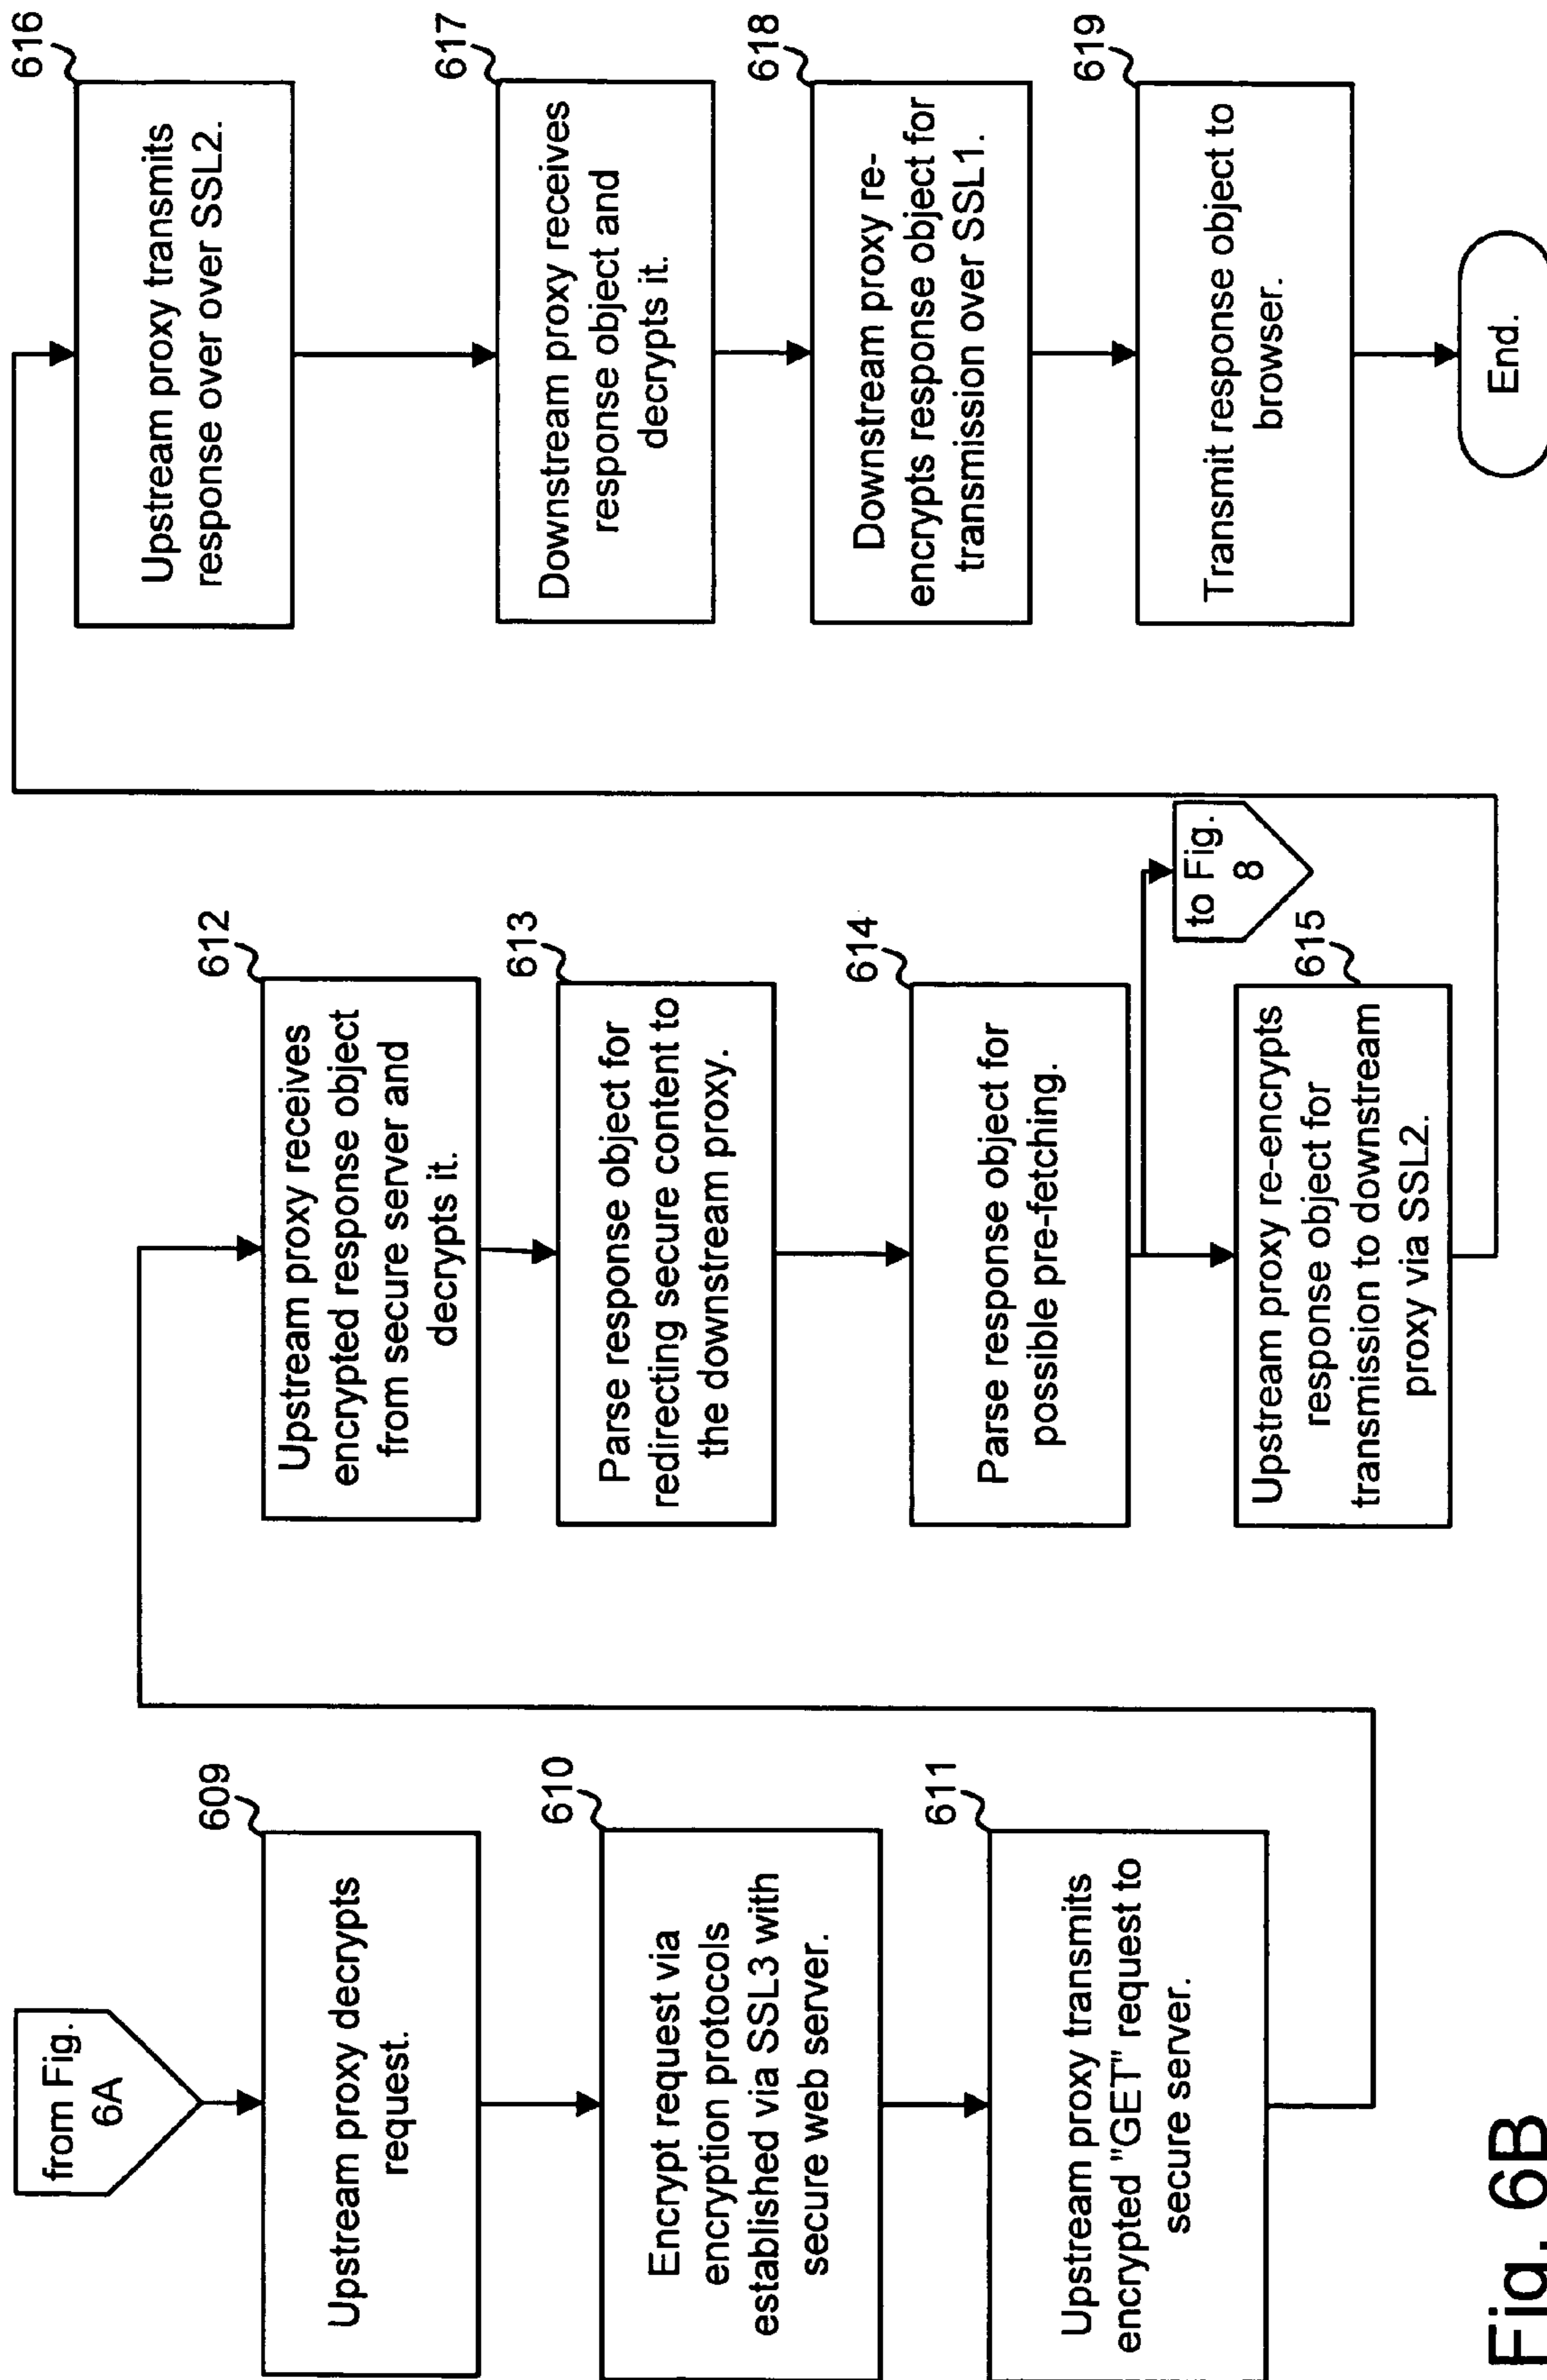 from Fig.
6A
609
Upstream proxy decrypts
request.
610
Encrypt request via
encryption protocols
established via SSL3 with
secure web server.
611
Upstream proxy transmits
encrypted "GET" request to
secure server.
612
Upstream proxy receives
encrypted response object
from secure server and
decrypts it.
613
Parse response object for
redirecting secure content to
the downstream proxy.
614
Parse response object for
possible pre-fetching.
to Fig.
8
615
Upstream proxy re-encrypts
response object for
transmission to downstream
proxy via SSL2.
616
Upstream proxy transmits
response over over SSL2.
617
Downstream proxy receives
response object and
decrypts it.
618
Downstream proxy re-
encrypts response object for
transmission over SSL1.
619
Transmit response object to
browser.
End.
Fig. 6B